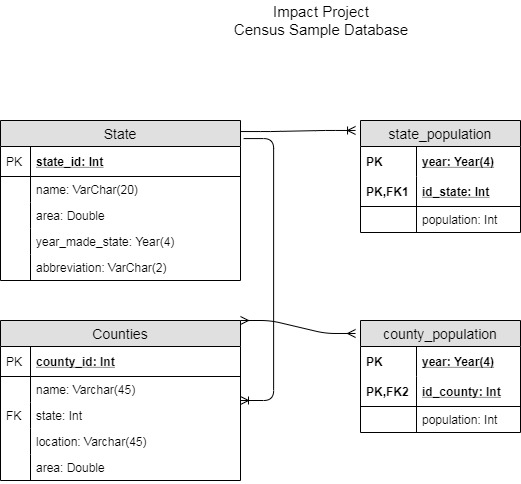 Impact Project
Census Sample Database
State
PK state_id: Int
name: VarChar(20)
area: Double
year_made_state: Year(4)
abbreviation: VarChar(2)
state_population
PK year: Year(4)
PK,FK1 id_state: Int
population: Int
Counties
PK county_id: Int
name: Varchar(45)
FK state: Int
location: Varchar(45)
area: Double
county_population
PK year: Year(4)
PK,FK2 id_county: Int
population: Int